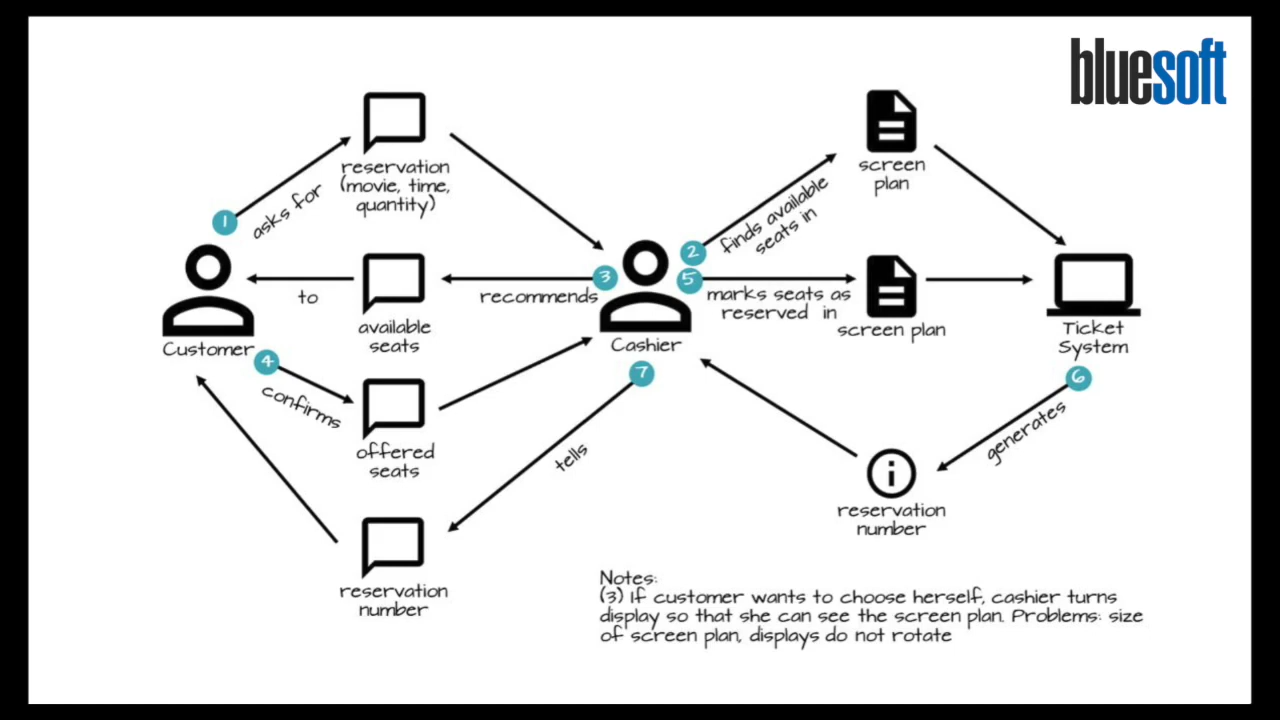 bluesoft
reservation
(movie, time,
quantity)
screen
plan
1
asks for
2
finds available
seats in
3
recommends
to
available
seats
5
marks seats as
reserved in
screen plan
Ticket
System
Customer
Cashier
4
confirms
offered
seats
7
tells
6
generates
reservation
number
reservation
number
Notes:
(3) If customer wants to choose herself, cashier turns
display so that she can see the screen plan. Problems: size
of screen plan, displays do not rotate